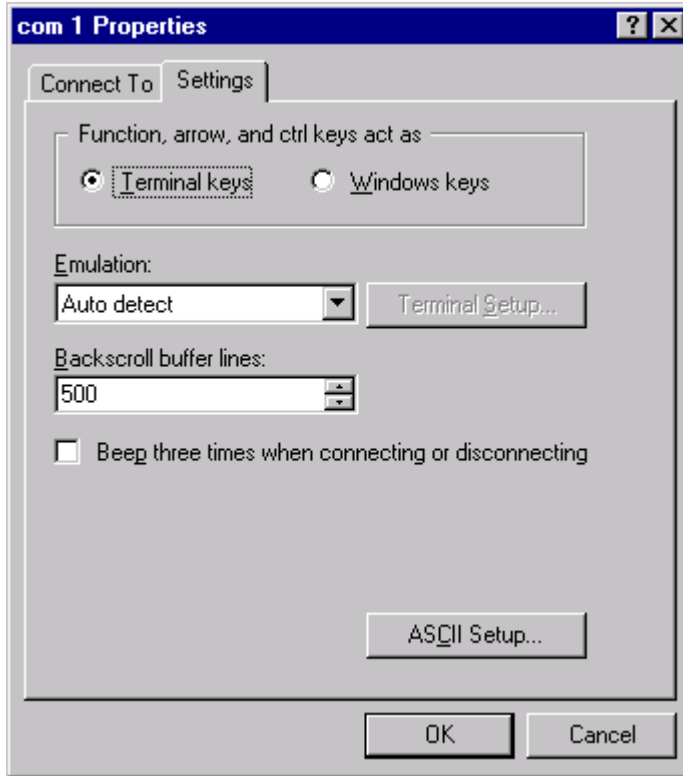 com 1 Properties
Connect To Settings
Function, arrow, and ctrl keys act as
Terminal keys Windows keys
Emulation:
Auto detect Terminal Setup...
Backscroll buffer lines:
500
Beep three times when connecting or disconnecting
ASCII Setup...
OK Cancel